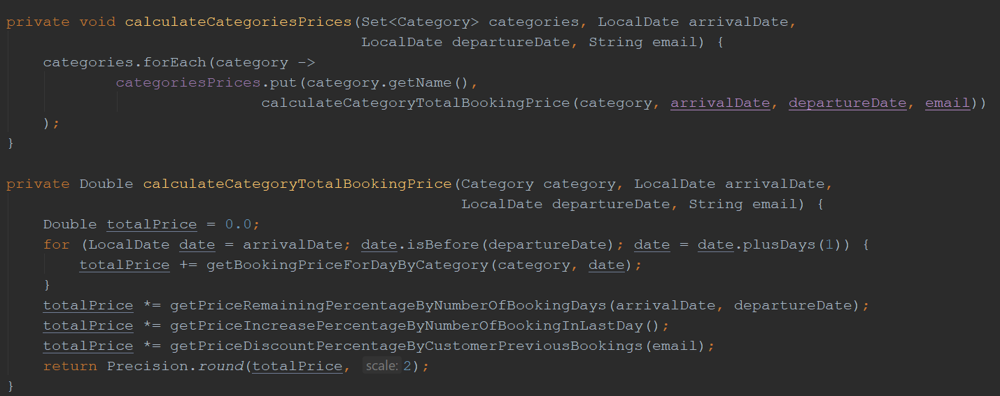 private void calculateCategoriesPrices(Set<Category> categories, LocalDate arrivalDate,
                                       LocalDate departureDate, String email) {
    categories.forEach(category ->
            categoriesPrices.put(category.getName(),
                            calculateCategoryTotalBookingPrice(category, arrivalDate, departureDate, email))
    );
}

private Double calculateCategoryTotalBookingPrice(Category category, LocalDate arrivalDate,
                                                  LocalDate departureDate, String email) {
    Double totalPrice = 0.0;
    for (LocalDate date = arrivalDate; date.isBefore(departureDate); date = date.plusDays(1)) {
        totalPrice += getBookingPriceForDayByCategory(category, date);
    }
    totalPrice *= getPriceRemainingPercentageByNumberOfBookingDays(arrivalDate, departureDate);
    totalPrice *= getPriceIncreasePercentageByNumberOfBookingInLastDay();
    totalPrice *= getPriceDiscountPercentageByCustomerPreviousBookings(email);
    return Precision.round(totalPrice, scale: 2);
}